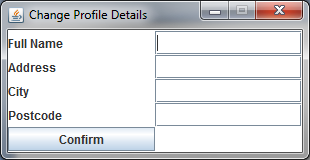 Change Profile Details
Full Name
Address
City
Postcode
Confirm